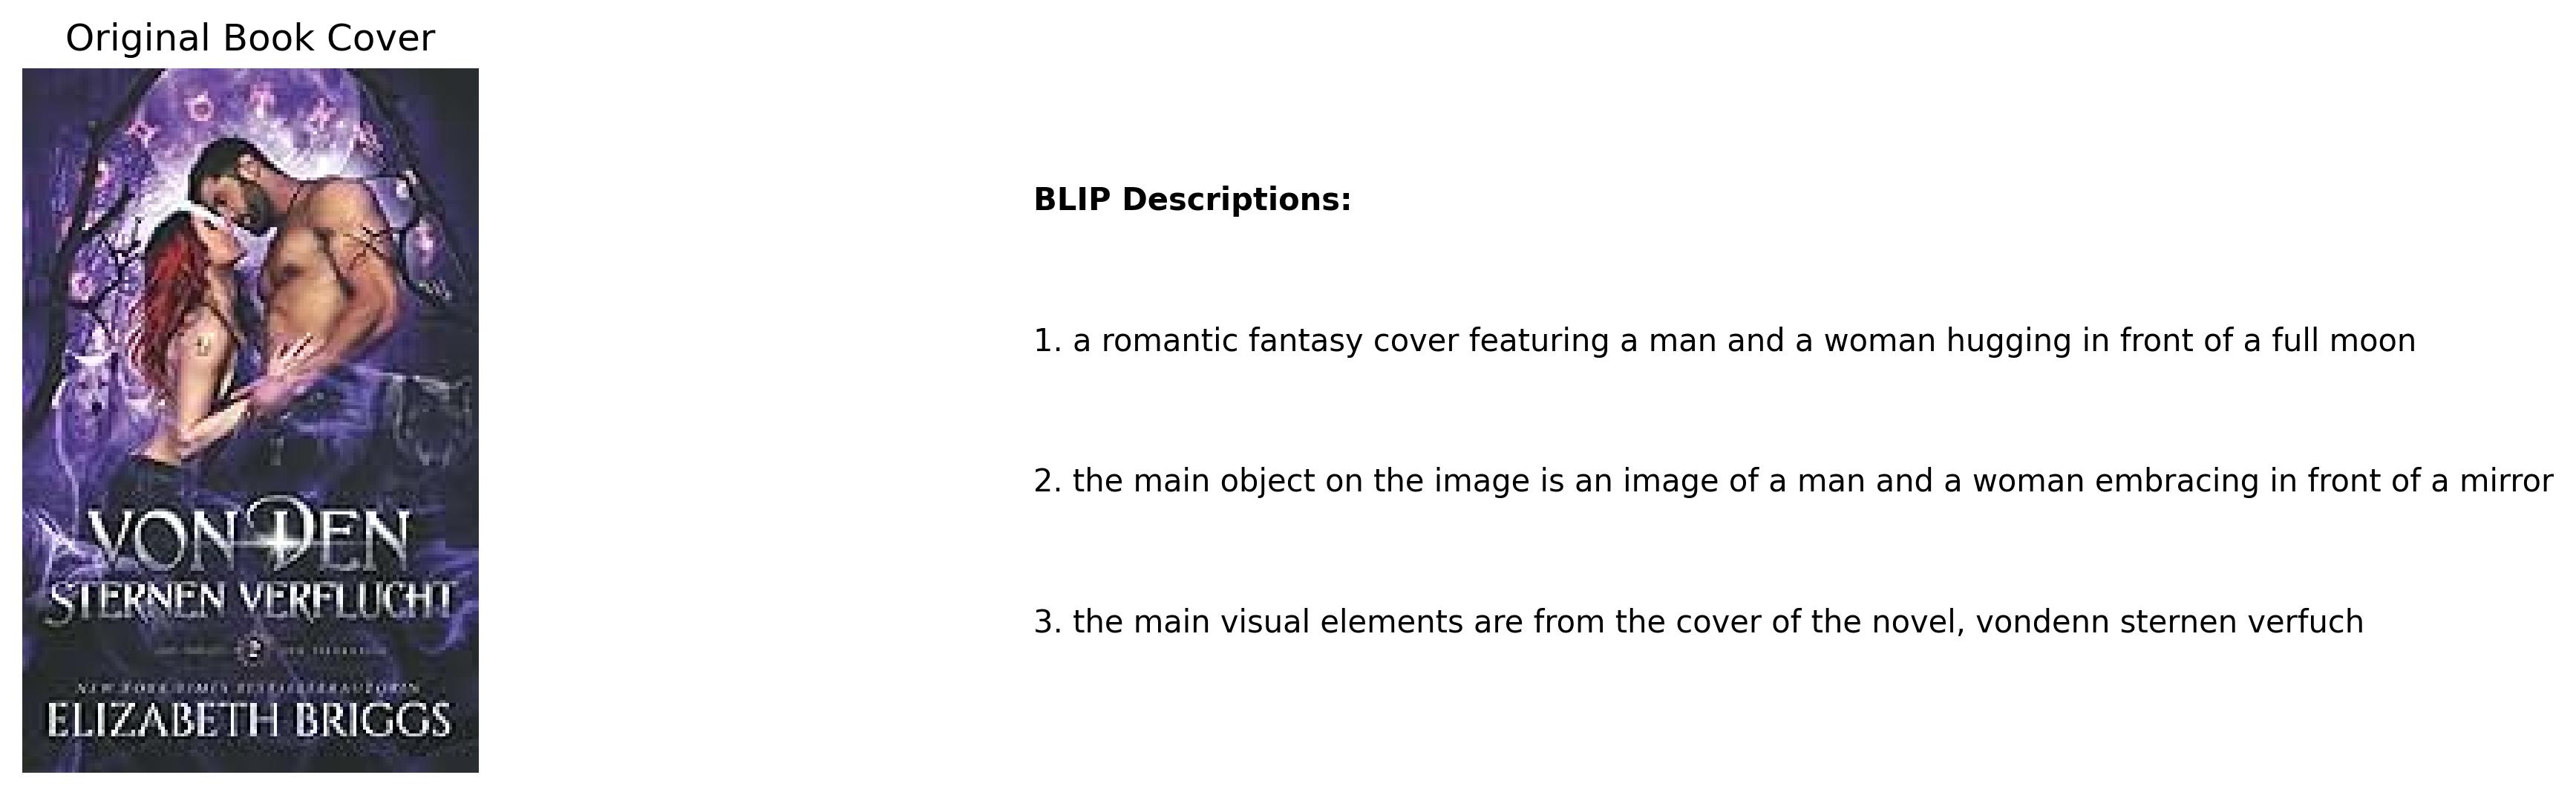 Original Book Cover
VON DEN
STERNEN VERFLUCHT
2
NEW YORK TIMES BESTSELLERAUTORIN
ELIZABETH BRIGGS
BLIP Descriptions:
1. a romantic fantasy cover featuring a man and a woman hugging in front of a full moon
2. the main object on the image is an image of a man and a woman embracing in front of a mirror
3. the main visual elements are from the cover of the novel, vondenn sternen verfuch